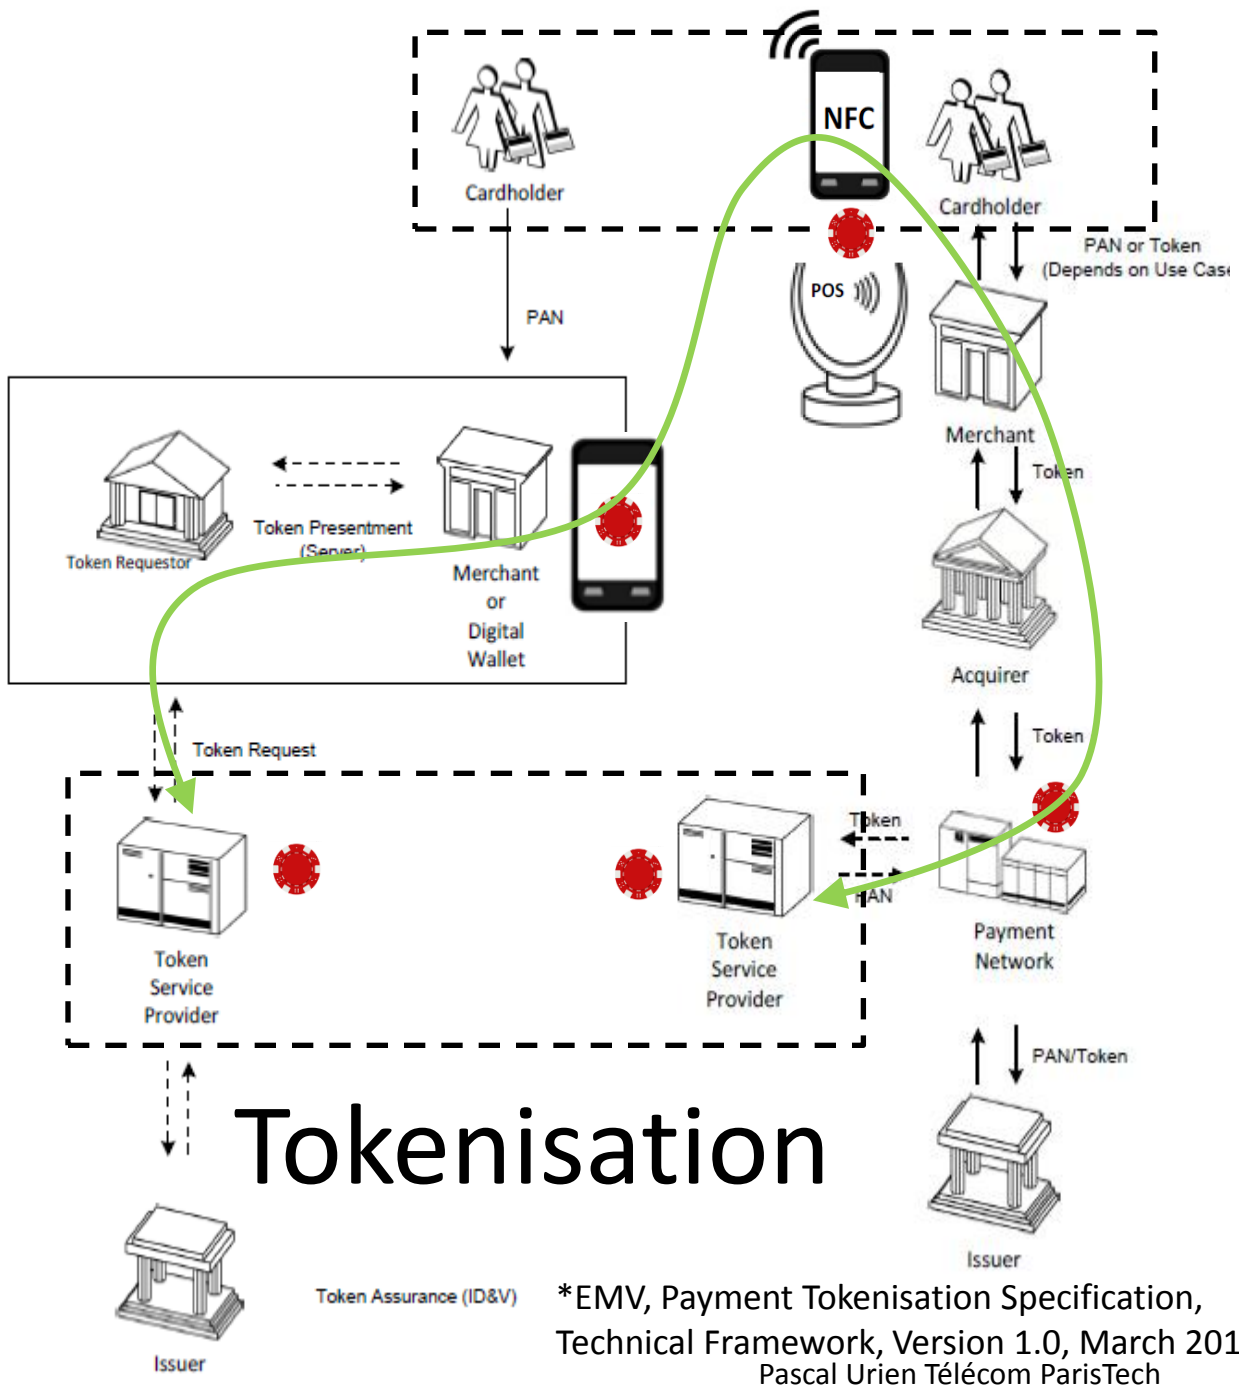 NFC
Cardholder
Cardholder
PAN or Token
(Depends on Use Case
POS
PAN
Merchant
Token
Token Presentment
(Server)
Token Requestor
Merchant
or
Digital
Wallet
Acquirer
Token
Token Request
Token
PAN
Payment
Network
Token
Service
Provider
Token
Service
Provider
PAN/Token
Tokenisation
Issuer
Token Assurance (ID&V)
Issuer
*EMV, Payment Tokenisation Specification,
Technical Framework, Version 1.0, March 201
Pascal Urien Télécom ParisTech